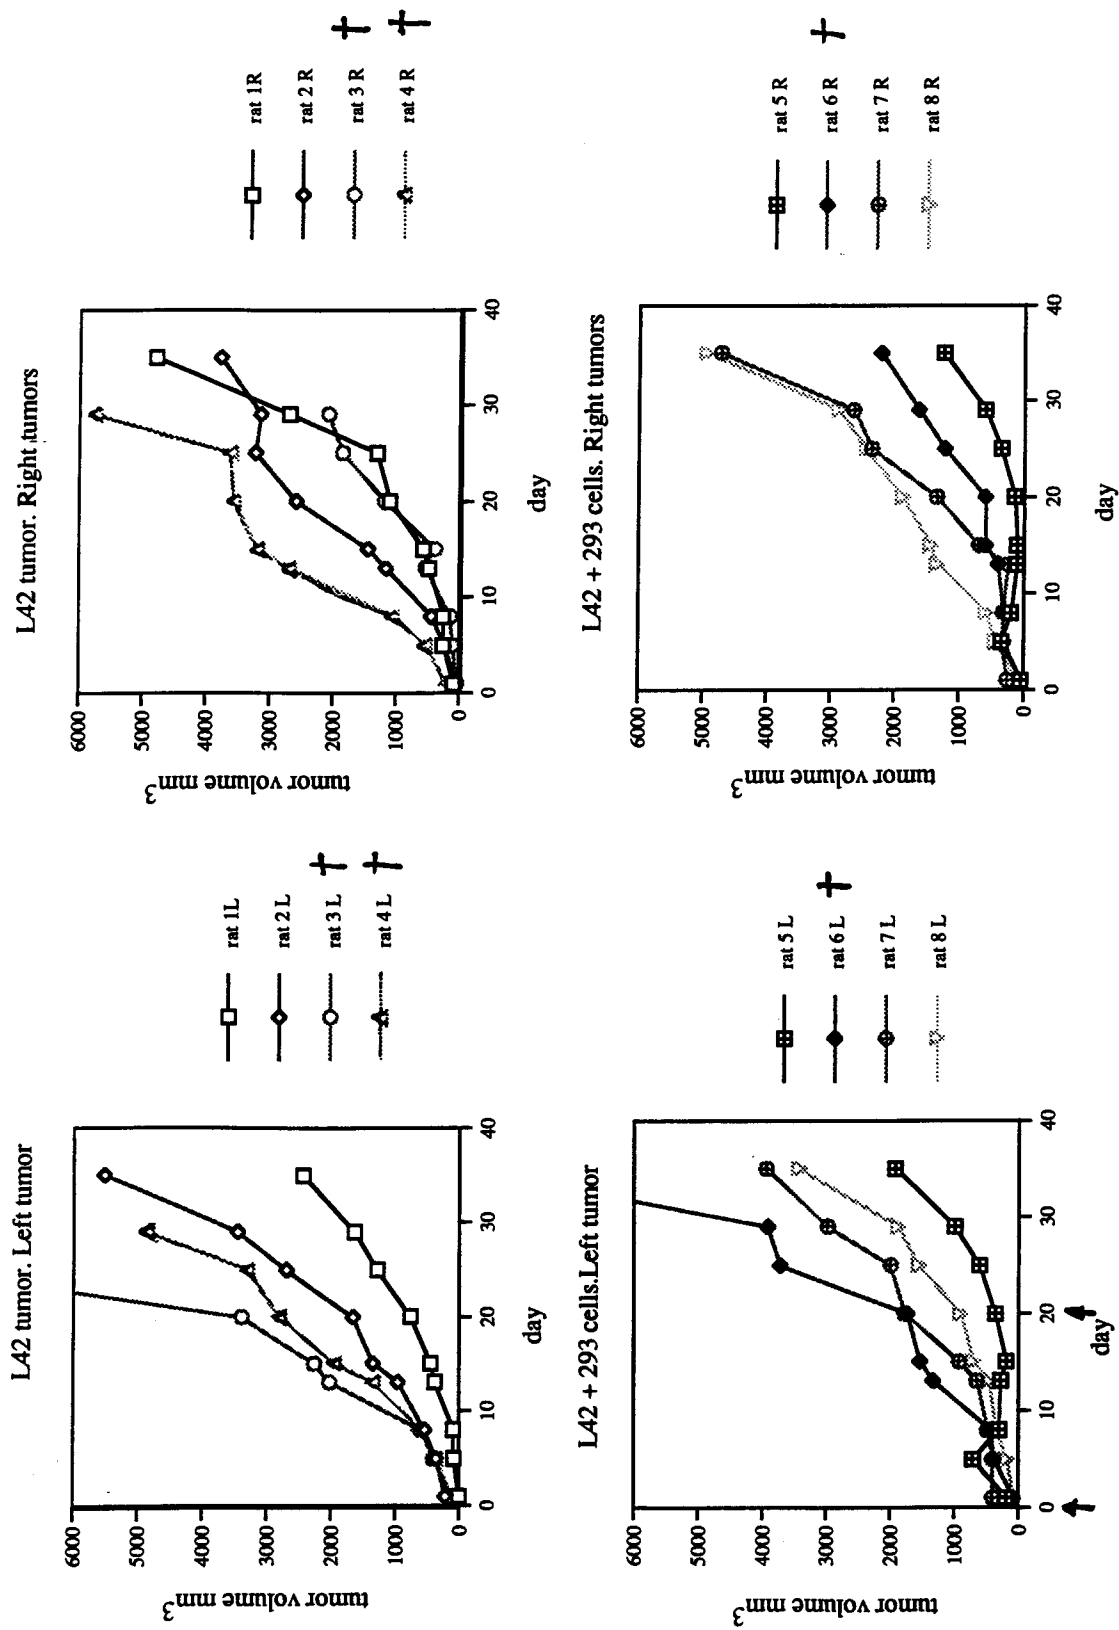 L42 tumor. Left tumor
tumor volume mm3
6000
5000
4000
3000
2000
1000
0
0
10
20
30
40
day
rat 1L
rat 2 L
rat 3 L †
rat 4 L †
L42 tumor. Right tumors
tumor volume mm3
6000
5000
4000
3000
2000
1000
0
0
10
20
30
40
day
rat 1R
rat 2 R
rat 3 R †
rat 4 R †
L42 + 293 cells.Left tumor
tumor volume mm3
6000
5000
4000
3000
2000
1000
0
0
10
20
30
40
day
rat 5 L
rat 6 L †
rat 7 L
rat 8 L
L42 + 293 cells. Right tumors
tumor volume mm3
6000
5000
4000
3000
2000
1000
0
0
10
20
30
40
day
rat 5 R
rat 6 R †
rat 7 R
rat 8 R